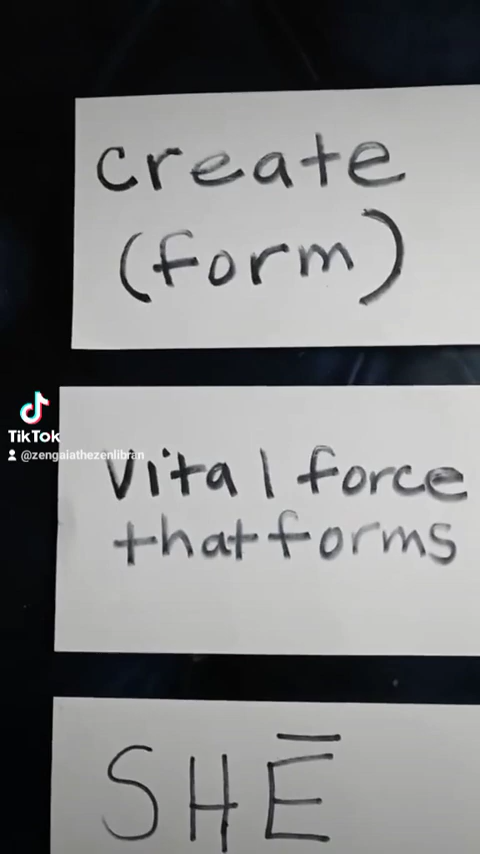 create
(form)
TikTok
@zengaiathezenlibran
Vital force
that forms
SHĒ